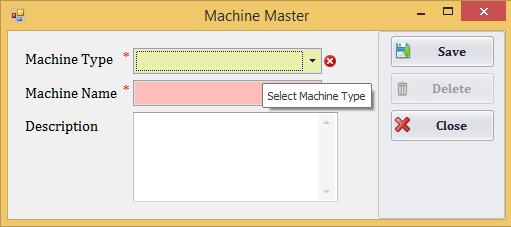 Machine Master
Machine Type *
Save
Machine Name *
Select Machine Type
Delete
Description
Close